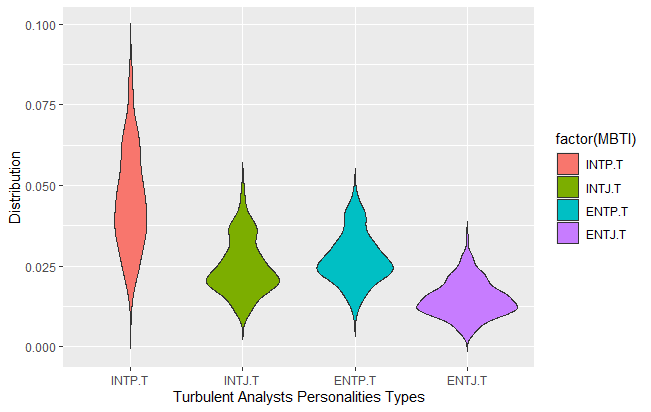 0.100
0.075
0.050
0.025
0.000
Distribution
INTP.T
INTJ.T
ENTP.T
ENTJ.T
Turbulent Analysts Personalities Types
factor(MBTI)
INTP.T
INTJ.T
ENTP.T
ENTJ.T